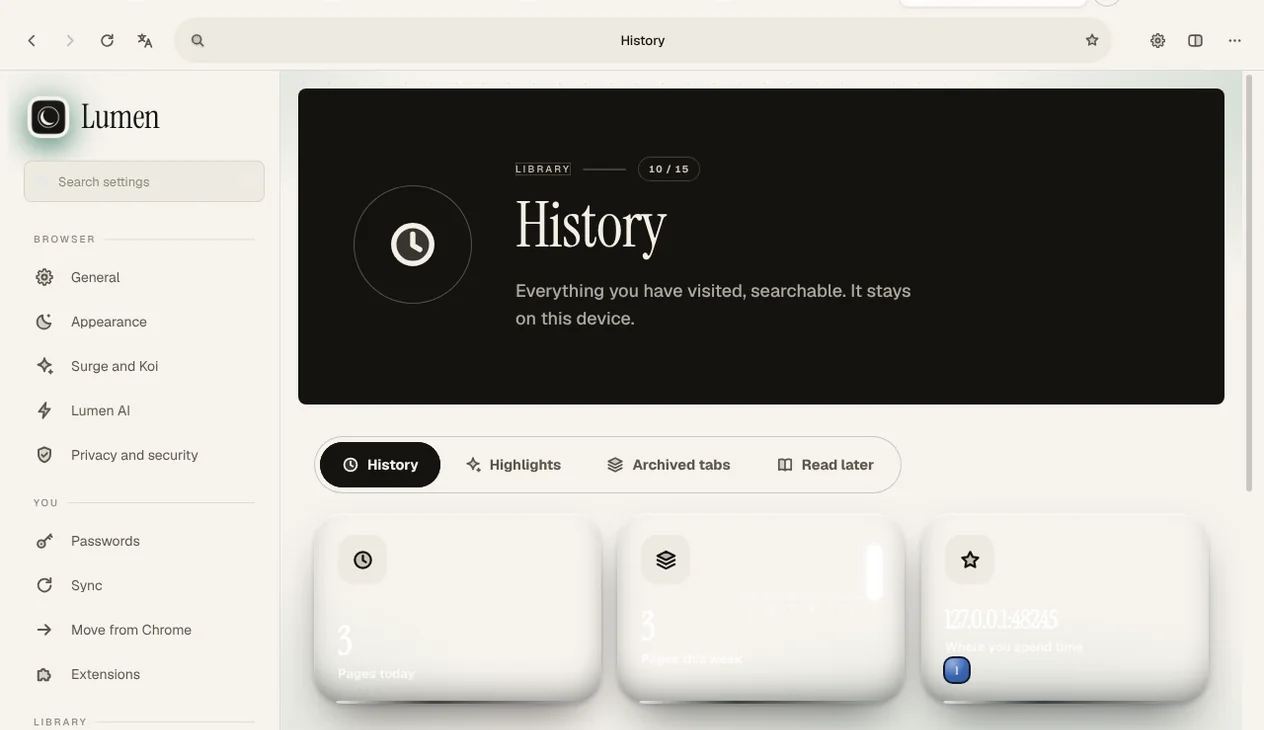 History
Lumen
Search settings
BROWSER
General
Appearance
Surge and Koi
Lumen AI
Privacy and security
YOU
Passwords
Sync
Move from Chrome
Extensions
LIBRARY
LIBRARY
10 / 15
History
Everything you have visited, searchable. It stays
on this device.
History
Highlights
Archived tabs
Read later
3
Pages today
3
Pages this week
127.0.0.1:48245
Where you spend time
1